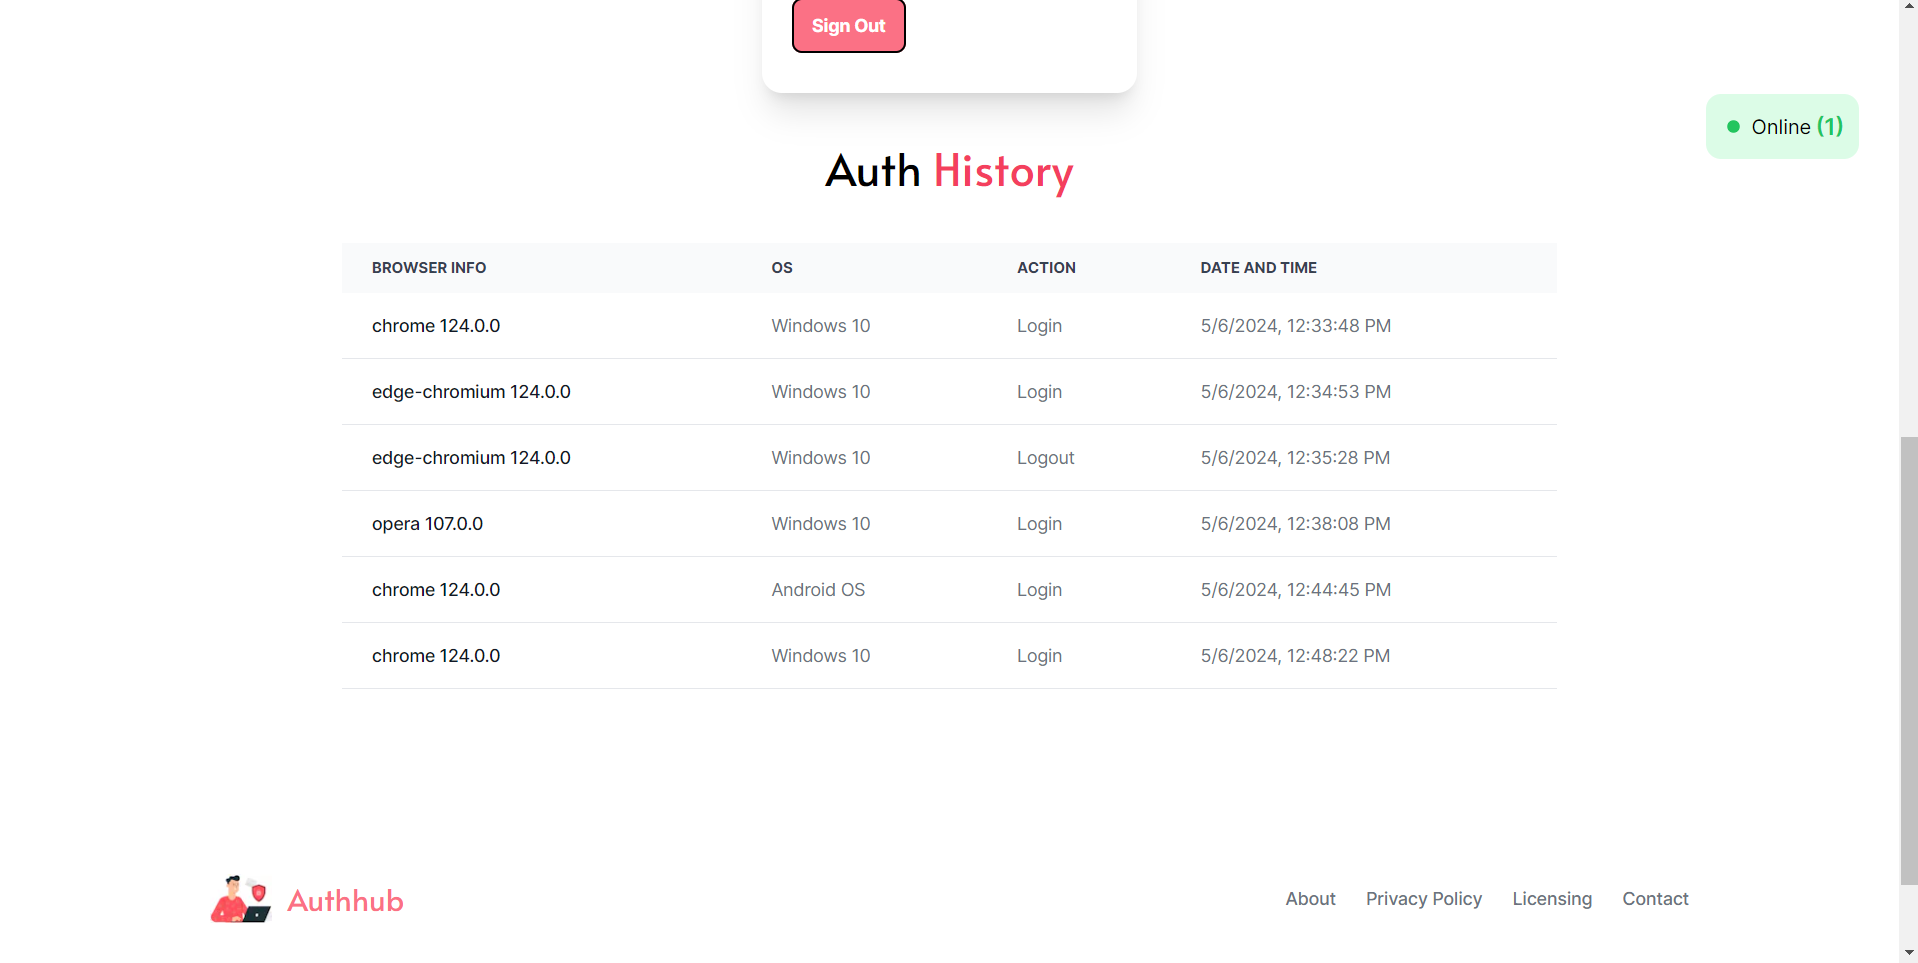 Sign Out
Online (1)
Auth History
BROWSER INFO OS ACTION DATE AND TIME
chrome 124.0.0 Windows 10 Login 5/6/2024, 12:33:48 PM
edge-chromium 124.0.0 Windows 10 Login 5/6/2024, 12:34:53 PM
edge-chromium 124.0.0 Windows 10 Logout 5/6/2024, 12:35:28 PM
opera 107.0.0 Windows 10 Login 5/6/2024, 12:38:08 PM
chrome 124.0.0 Android OS Login 5/6/2024, 12:44:45 PM
chrome 124.0.0 Windows 10 Login 5/6/2024, 12:48:22 PM
Authhub About Privacy Policy Licensing Contact